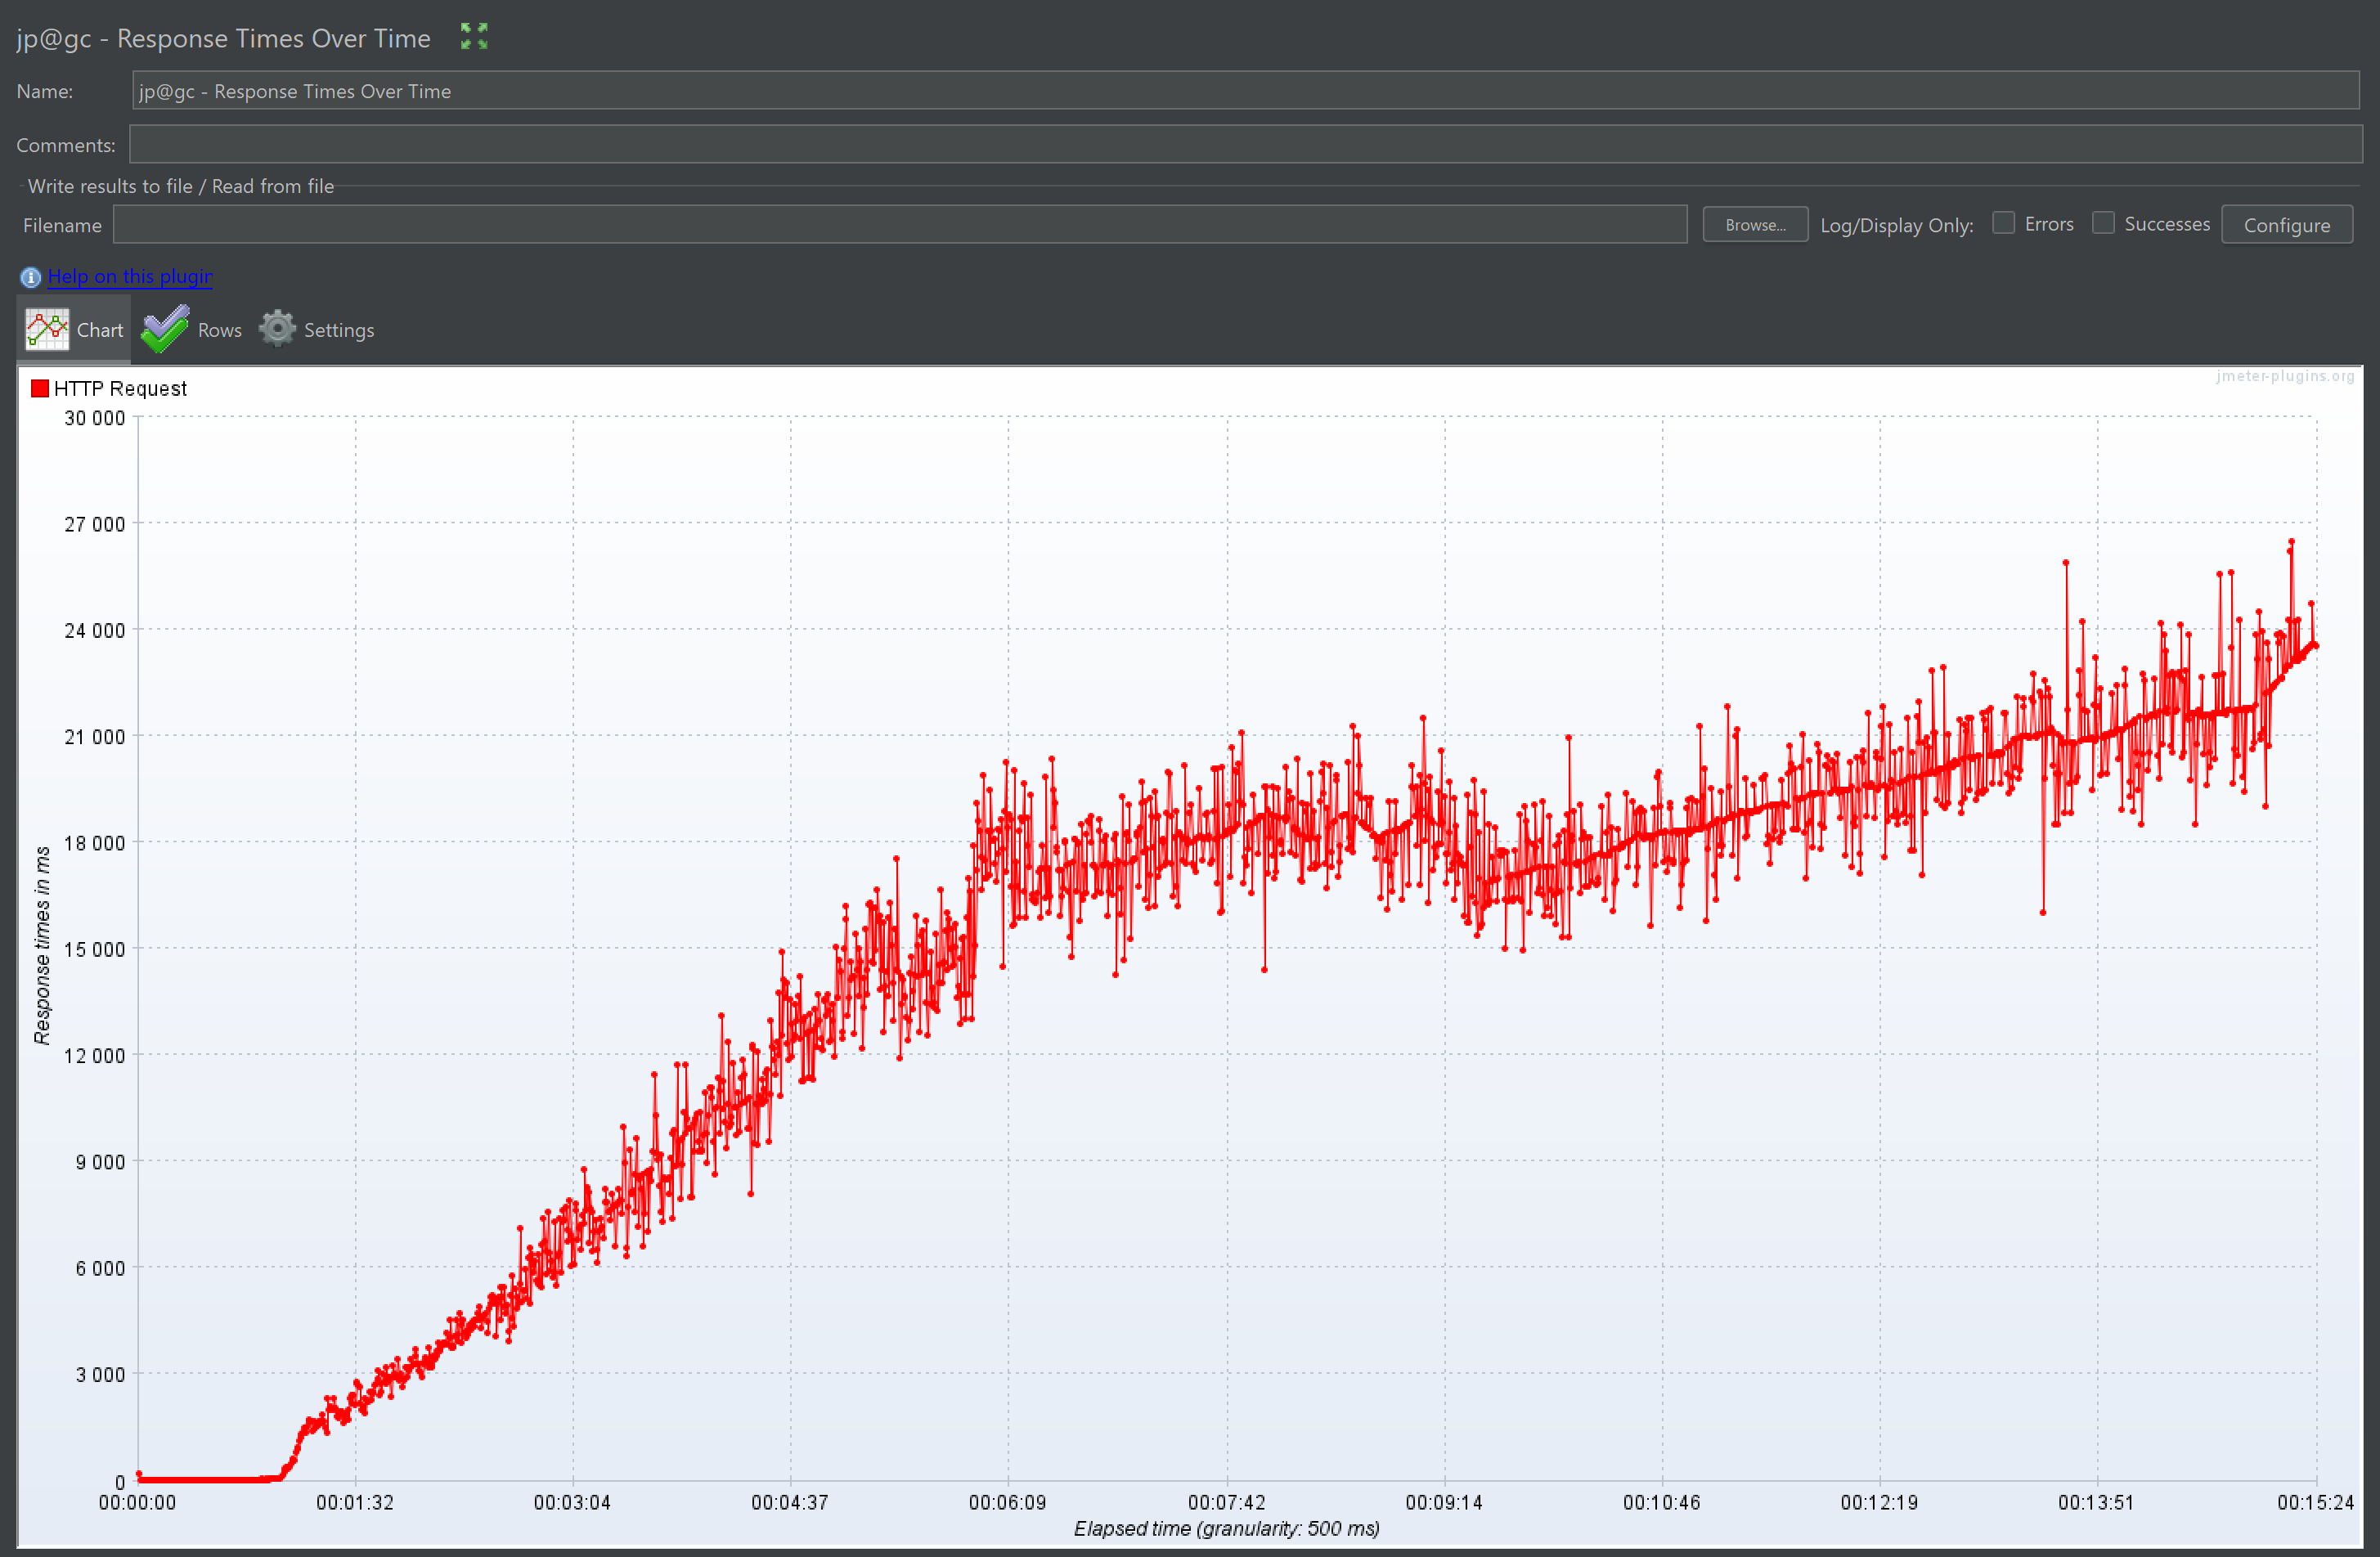 jp@gc - Response Times Over Time
Name: jp@gc - Response Times Over Time
Comments:
Write results to file / Read from file
Filename Browse... Log/Display Only: Errors Successes Configure
Help on this plugin
Chart Rows Settings
HTTP Request
jmeter-plugins.org
30 000
27 000
24 000
21 000
18 000
15 000
12 000
9 000
6 000
3 000
0
Response times in ms
00:00:00 00:01:32 00:03:04 00:04:37 00:06:09 00:07:42 00:09:14 00:10:46 00:12:19 00:13:51 00:15:24
Elapsed time (granularity: 500 ms)